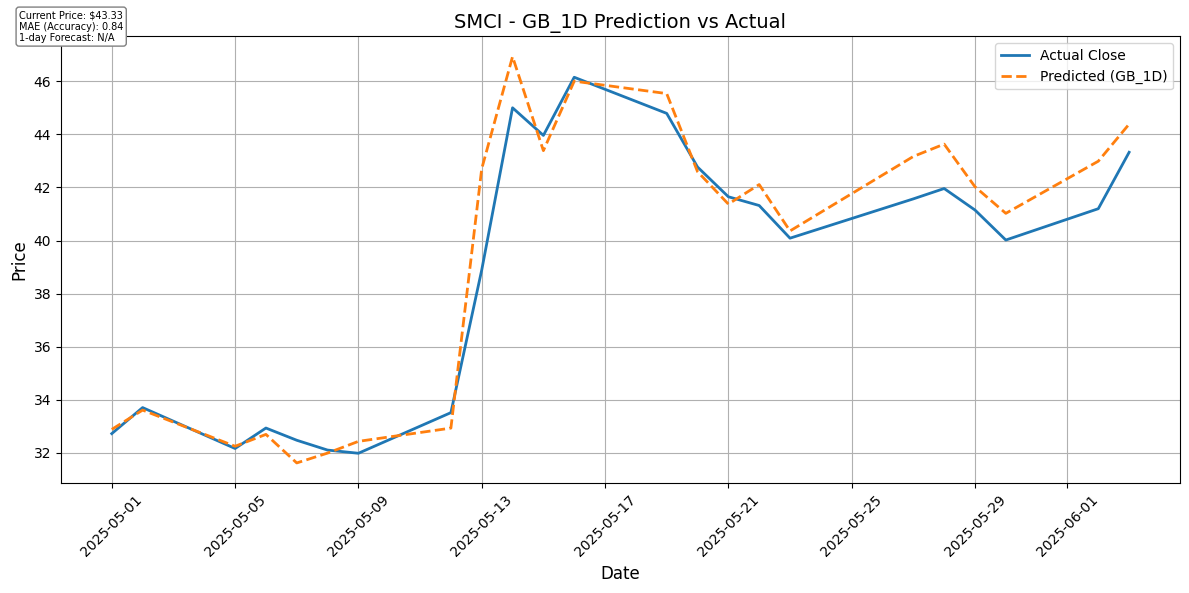 Current Price: $43.33
MAE (Accuracy): 0.84
1-day Forecast: N/A
SMCI - GB_1D Prediction vs Actual
Actual Close
Predicted (GB_1D)
Price
46
44
42
40
38
36
34
32
2025-05-01
2025-05-05
2025-05-09
2025-05-13
2025-05-17
2025-05-21
2025-05-25
2025-05-29
2025-06-01
Date